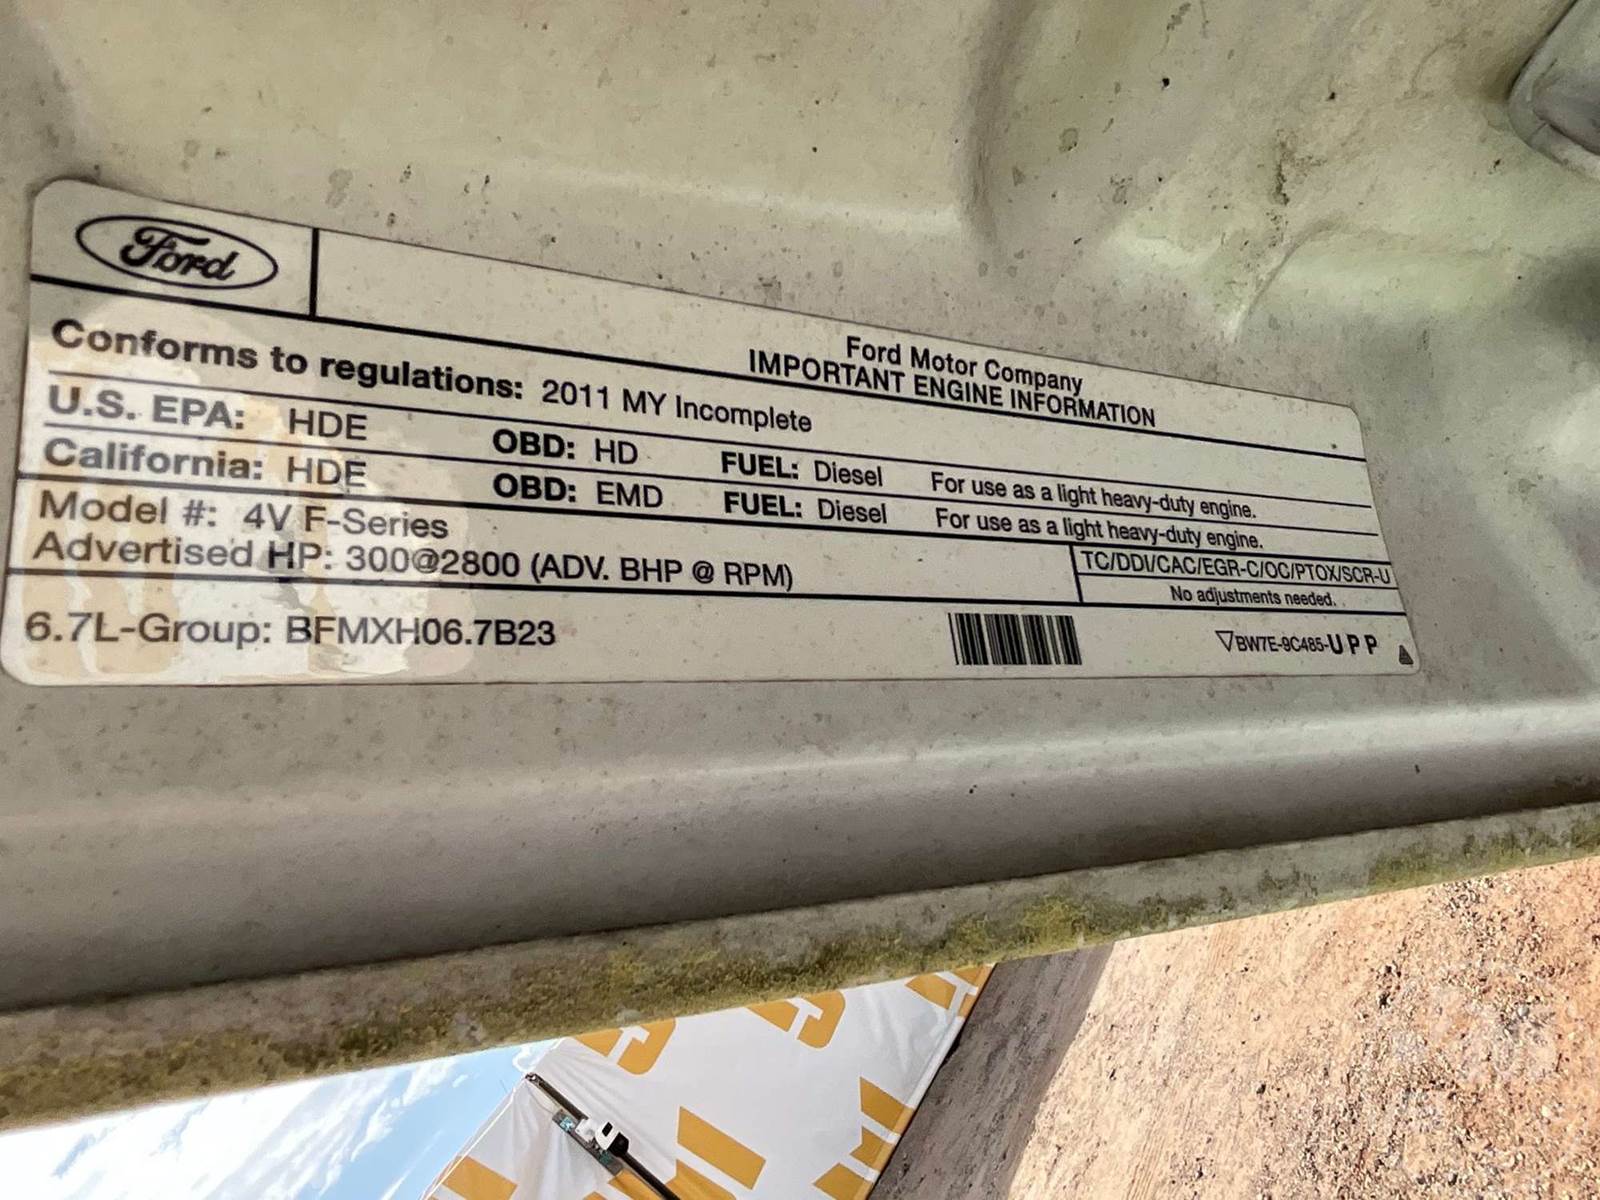 Ford
Ford Motor Company
IMPORTANT ENGINE INFORMATION
Conforms to regulations: 2011 MY Incomplete
U.S. EPA: HDE OBD: HD FUEL: Diesel For use as a light heavy-duty engine.
California: HDE OBD: EMD FUEL: Diesel For use as a light heavy-duty engine.
Model #: 4V F-Series
Advertised HP: 300@2800 (ADV. BHP @ RPM)
TC/DDI/CAC/EGR-C/OC/PTOX/SCR-U
No adjustments needed.
6.7L-Group: BFMXH06.7B23
▽BW7E-9C485-UPP